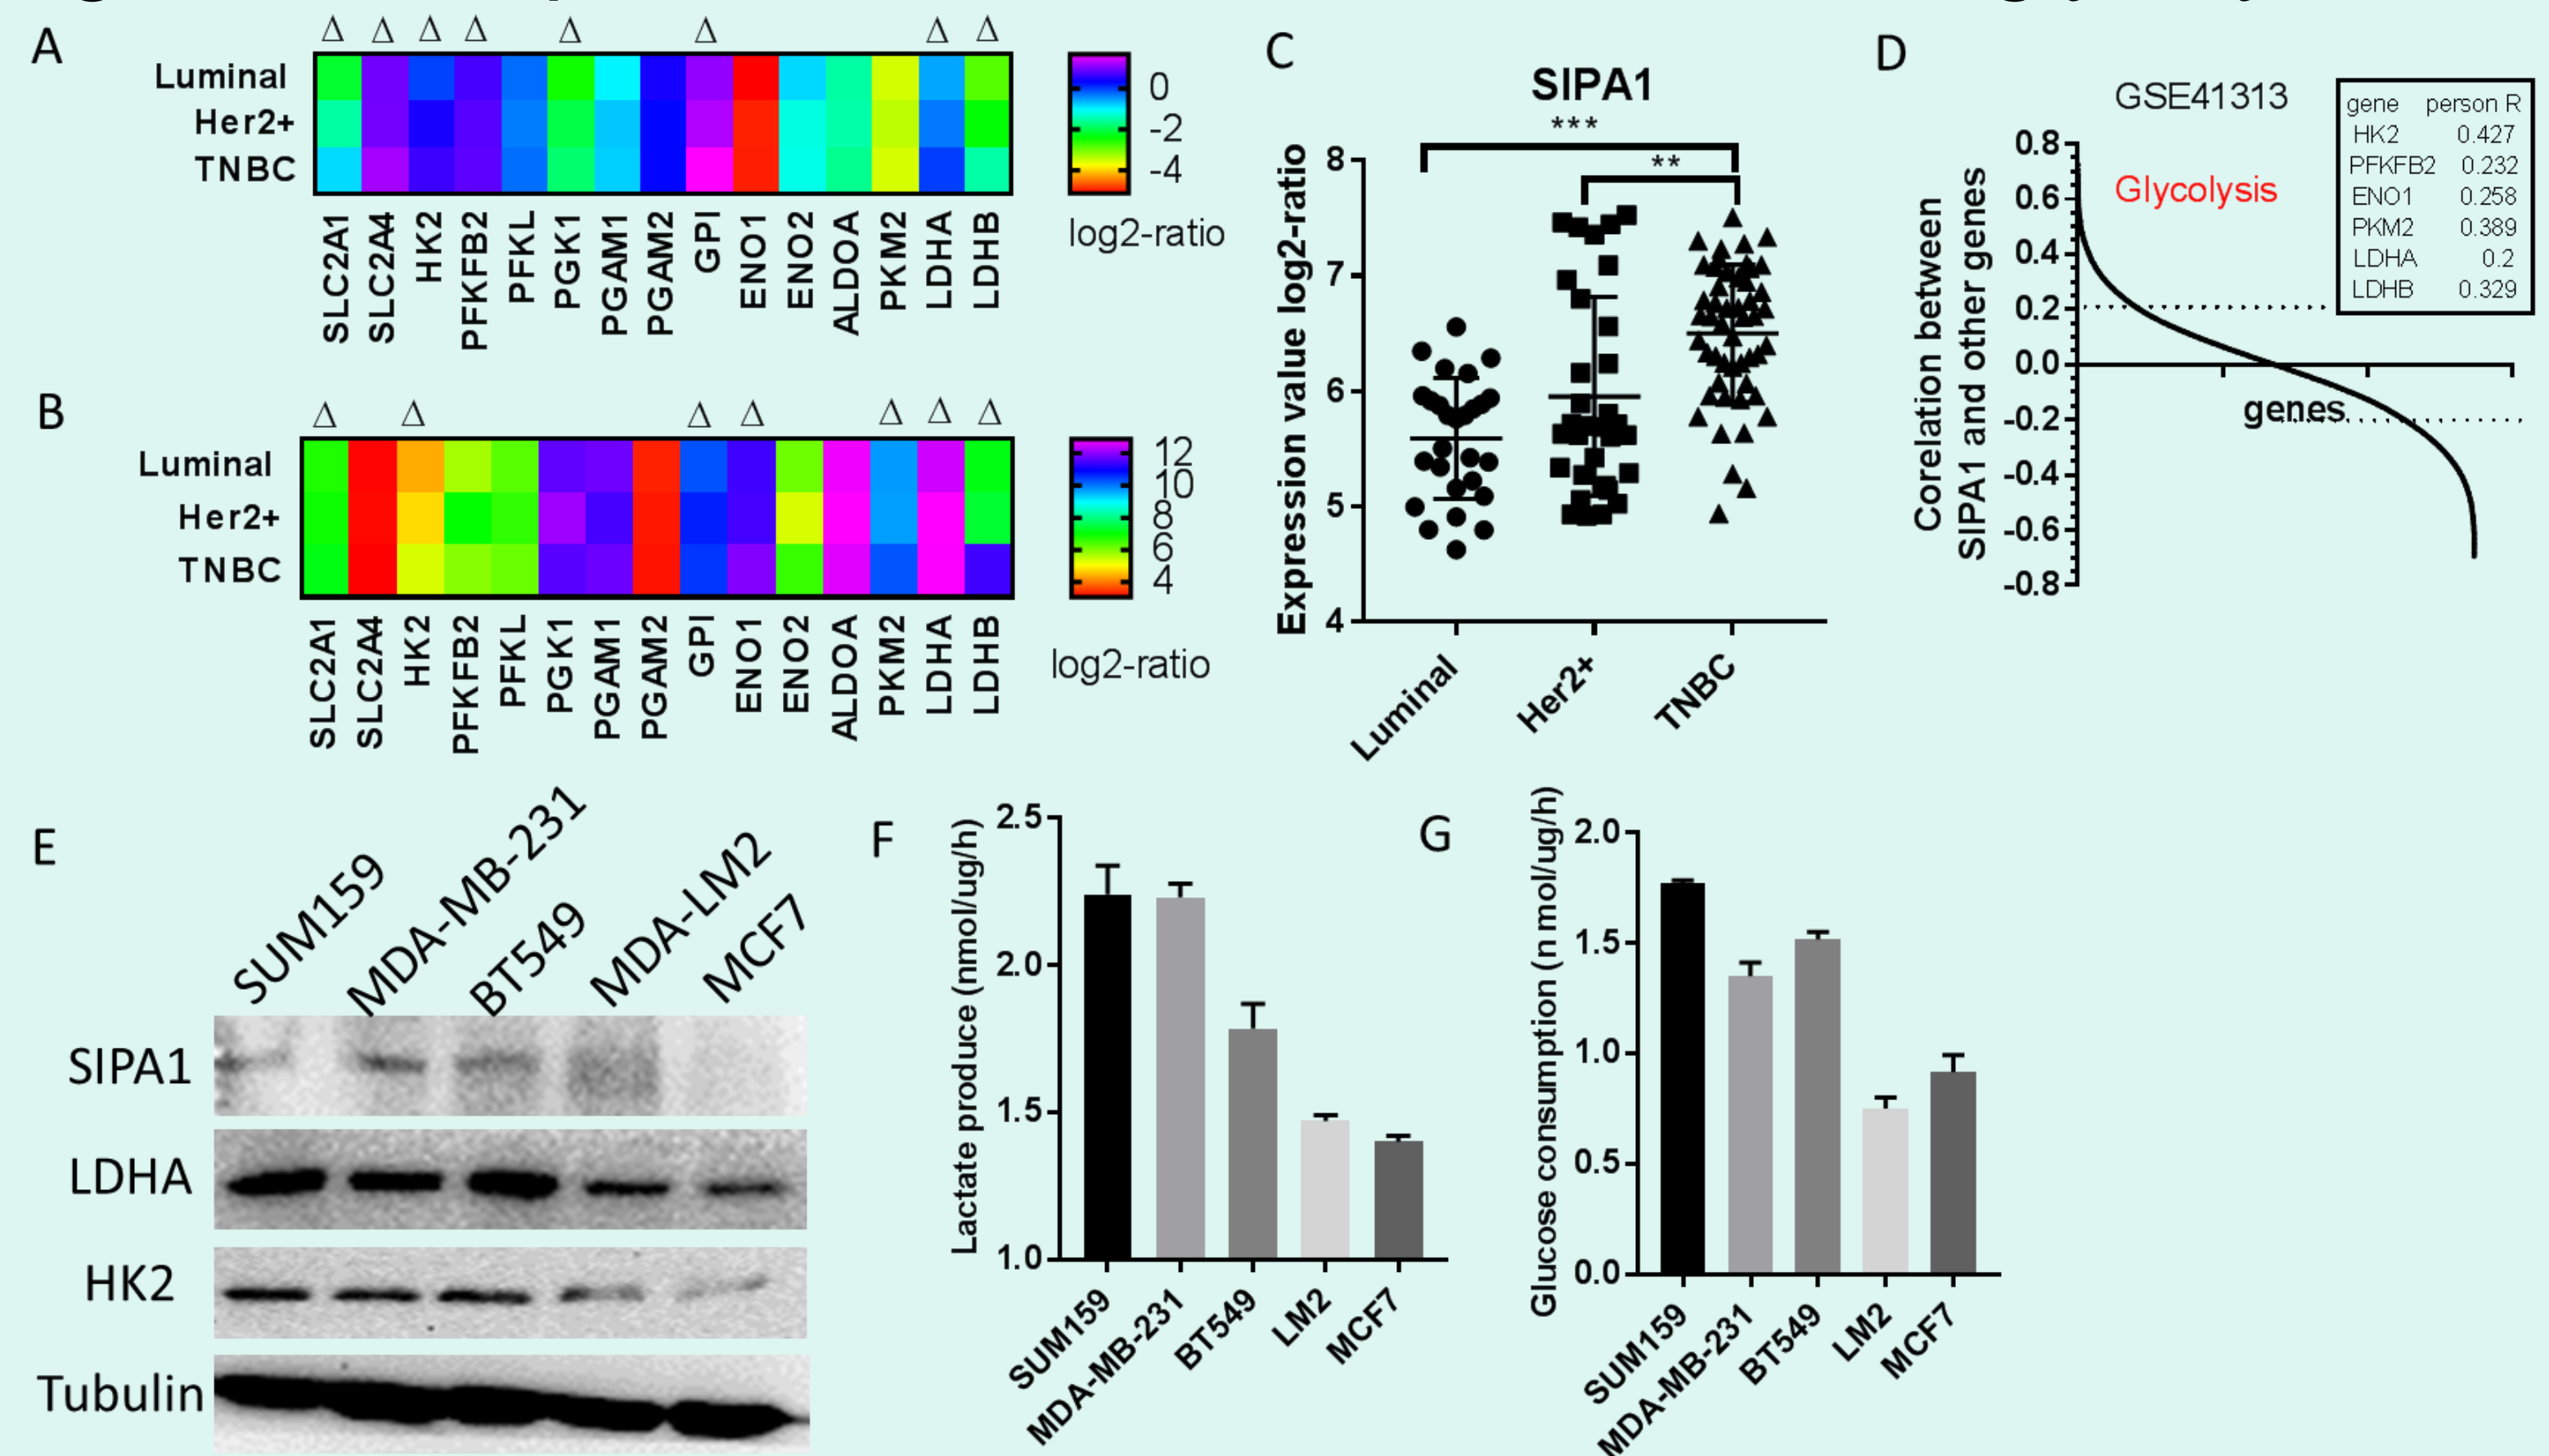 A
Δ Δ Δ Δ Δ Δ Δ Δ
Luminal
Her2+
TNBC
SLC2A1
SLC2A4
HK2
PFKFB2
PFKL
PGK1
PGAM1
PGAM2
GPI
ENO1
ENO2
ALDOA
PKM2
LDHA
LDHB
0
-2
-4
log2-ratio
B
Δ Δ Δ Δ Δ Δ Δ
Luminal
Her2+
TNBC
SLC2A1
SLC2A4
HK2
PFKFB2
PFKL
PGK1
PGAM1
PGAM2
GPI
ENO1
ENO2
ALDOA
PKM2
LDHA
LDHB
12
10
8
6
4
log2-ratio
C
SIPA1
***
**
Expression value log2-ratio
8
7
6
5
4
Luminal
Her2+
TNBC
D
GSE41313
Glycolysis
gene person R
HK2 0.427
PFKFB2 0.232
ENO1 0.258
PKM2 0.389
LDHA 0.2
LDHB 0.329
Corelation between
SIPA1 and other genes
0.8
0.6
0.4
0.2
0.0
-0.2
-0.4
-0.6
-0.8
genes
E
SUM159
MDA-MB-231
BT549
MDA-LM2
MCF7
SIPA1
LDHA
HK2
Tubulin
F
Lactate produce (nmol/ug/h)
2.5
2.0
1.5
1.0
SUM159
MDA-MB-231
BT549
LM2
MCF7
G
Glucose consumption (n mol/ug/h)
2.0
1.5
1.0
0.5
0.0
SUM159
MDA-MB-231
BT549
LM2
MCF7